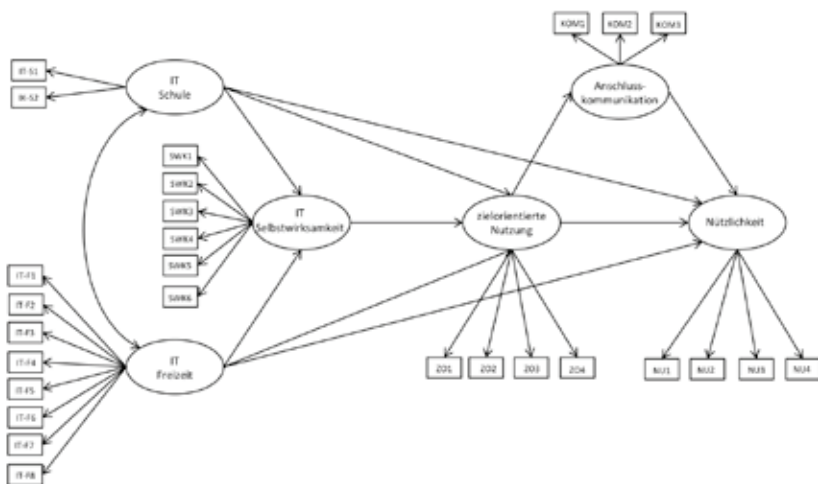 KOM1 KOM2 KOM3
Anschluss-
kommunikation
IT
Schule
IT-S1
IK-S2
SWK1
SWK2
SWK3
SWK4
SWK5
SWK6
IT
Selbstwirksamkeit
zielorientierte
Nutzung
Nützlichkeit
IT-F1
IT-F2
IT-F3
IT-F4
IT-F5
IT-F6
IT-F7
IT-F8
IT
Freizeit
ZO1 ZO2 ZO3 ZO4
NU1 NU2 NU3 NU4